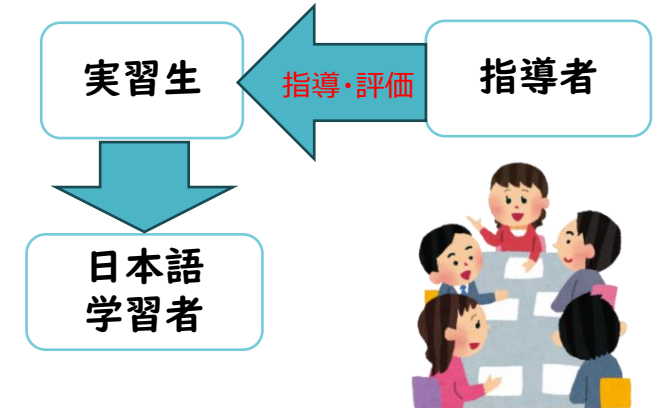 実習生
指導・評価
指導者
日本語
学習者